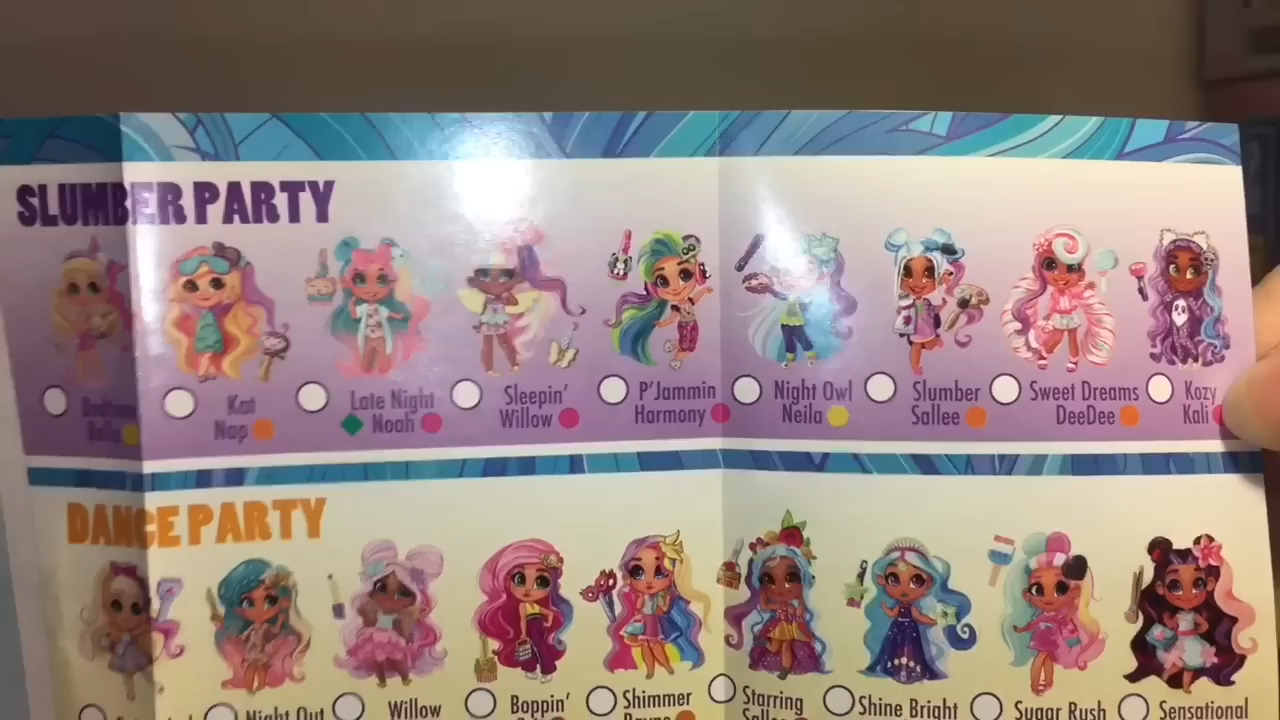 SLUMBER PARTY
Bella
Kat
Nap
Late Night
Noah
Sleepin'
Willow
P'Jammin
Harmony
Night Owl
Neila
Slumber
Sallee
Sweet Dreams
DeeDee
Kozy
Kali
DANCE PARTY
Night Out
Willow
Boppin'
Shimmer
Starring
Shine Bright
Sugar Rush
Sensational